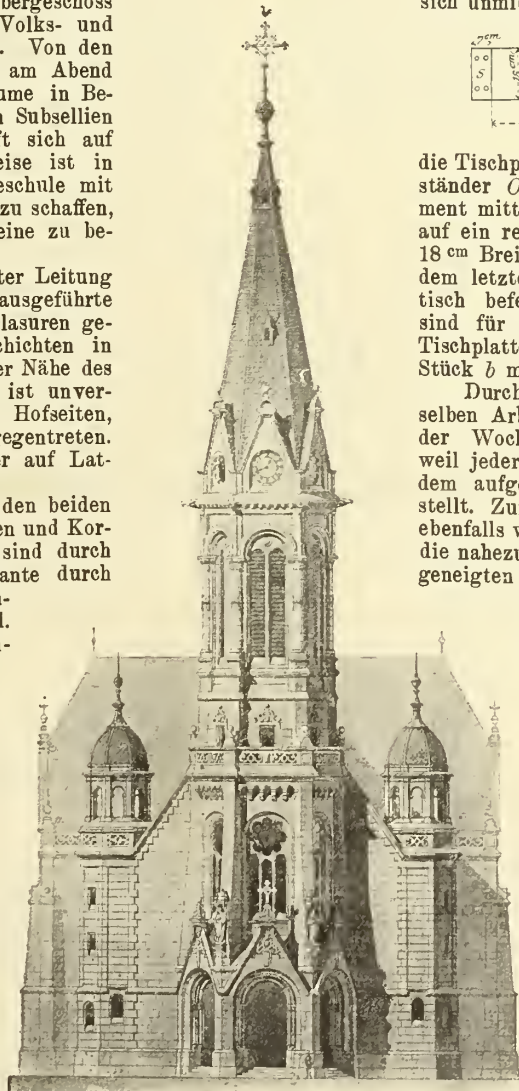 bergeschoss
Volks- und
. Von den
am Abend
ume in Be-
n Subsellien
ft sich auf
eise ist in
eschule mit
zu schaffen,
eine zu be-
ter Leitung
ausgeführte
lasuren ge-
hichten in
er Nähe des
ist unver-
Hofseiten,
regentreten.
r auf Lat-
den beiden
en und Kor-
sind durch
ante durch
sich unmi
7cm
S
die Tischp
ständer O
ment mitt
auf ein re
18 cm Brei
dem letzt
tisch befe
sind für
Tischplatt
Stück b m
Durch
selben Arb
der Woch
weil jeder
dem aufge
stellt. Zu
ebenfalls v
die nahezu
geneigten